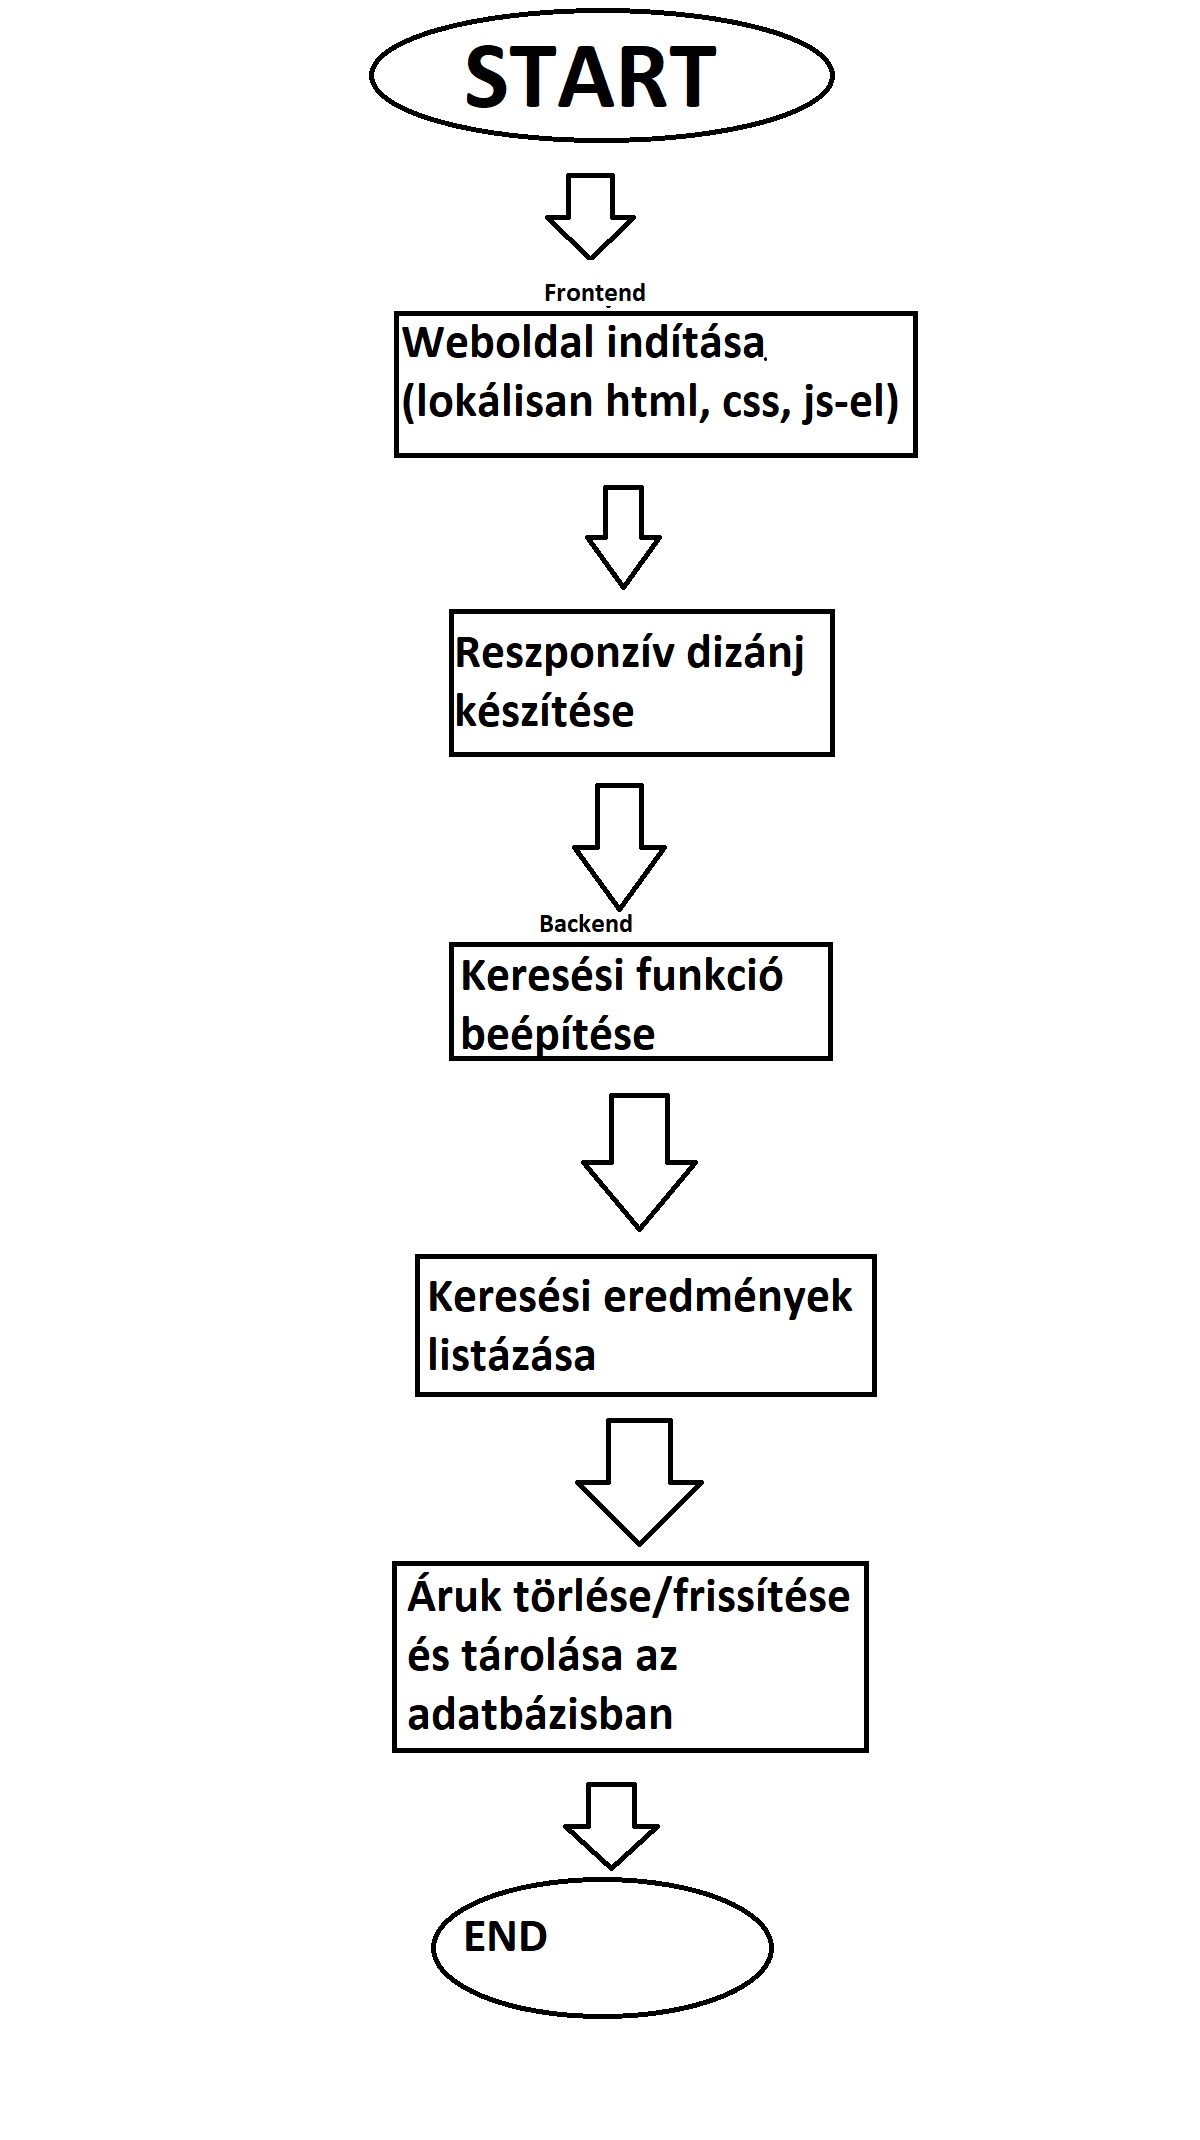 START
Frontend
Weboldal indítása
(lokálisan html, css, js-el)
Reszponzív dizánj
készítése
Backend
Keresési funkció
beépítése
Keresési eredmények
listázása
Áruk törlése/frissítése
és tárolása az
adatbázisban
END